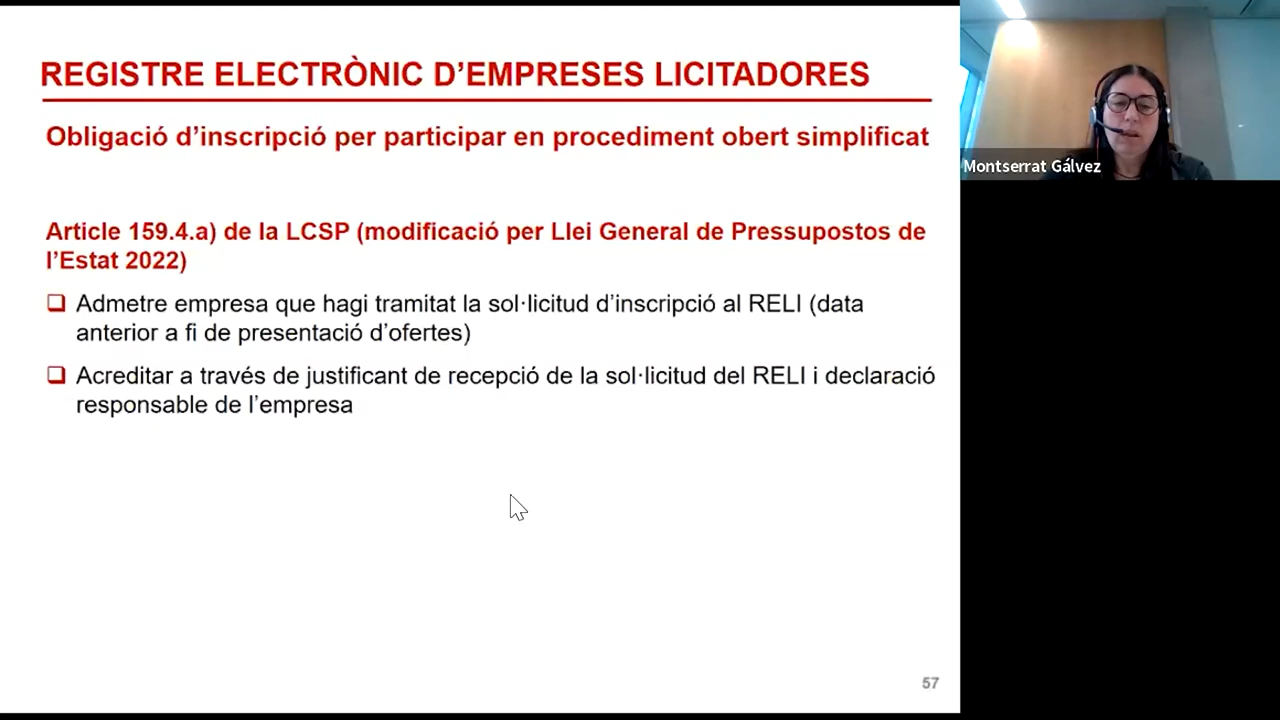 REGISTRE ELECTRÒNIC D’EMPRESES LICITADORES
Obligació d’inscripció per participar en procediment obert simplificat
Article 159.4.a) de la LCSP (modificació per Llei General de Pressupostos de
l’Estat 2022)
Admetre empresa que hagi tramitat la sol·licitud d’inscripció al RELI (data
anterior a fi de presentació d’ofertes)
Acreditar a través de justificant de recepció de la sol·licitud del RELI i declaració
responsable de l’empresa
57
Montserrat Gálvez